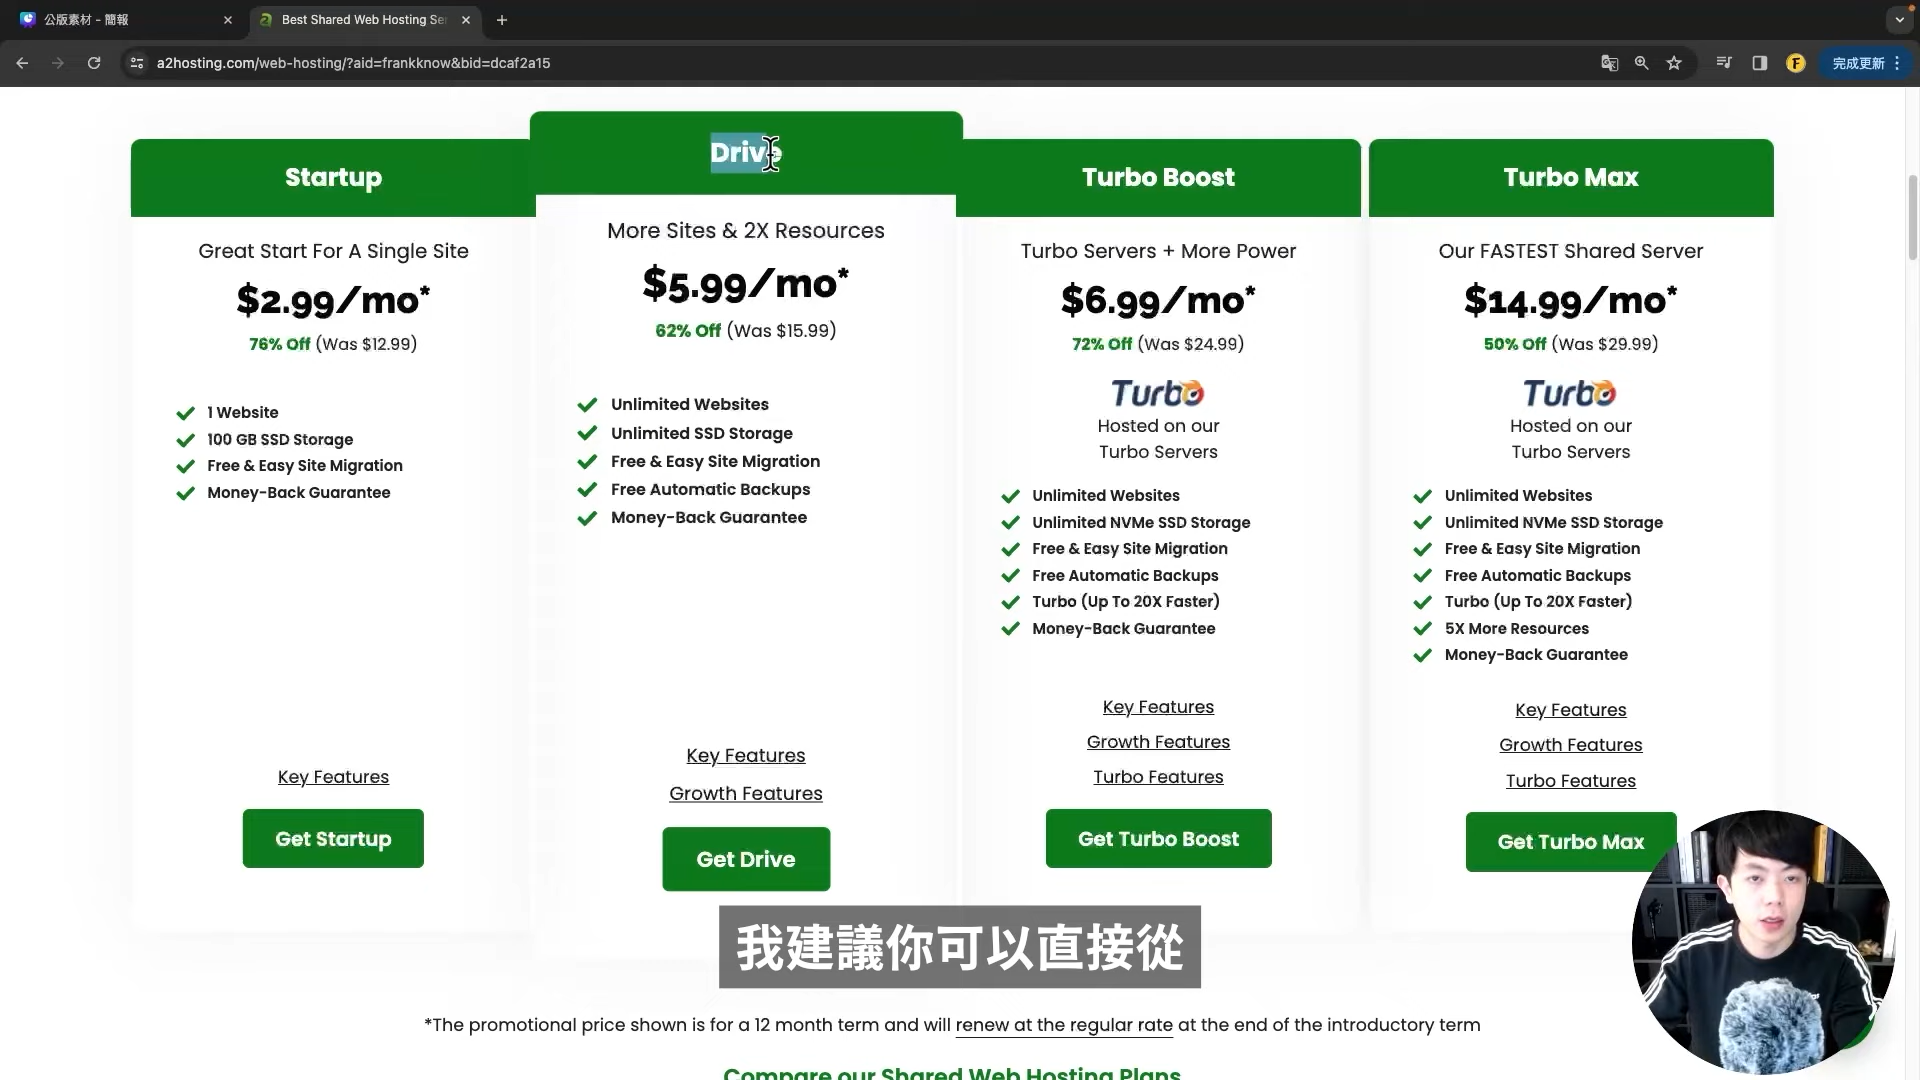 公版素材 - 簡報
Best Shared Web Hosting Se
a2hosting.com/web-hosting/?aid=frankknow&bid=dcaf2a15
F
完成更新
Startup
Great Start For A Single Site
$2.99/mo*
76% Off (Was $12.99)
1 Website
100 GB SSD Storage
Free & Easy Site Migration
Money-Back Guarantee
Key Features
Get Startup
Drive
More Sites & 2X Resources
$5.99/mo*
62% Off (Was $15.99)
Unlimited Websites
Unlimited SSD Storage
Free & Easy Site Migration
Free Automatic Backups
Money-Back Guarantee
Key Features
Growth Features
Get Drive
Turbo Boost
Turbo Servers + More Power
$6.99/mo*
72% Off (Was $24.99)
Turbo
Hosted on our
Turbo Servers
Unlimited Websites
Unlimited NVMe SSD Storage
Free & Easy Site Migration
Free Automatic Backups
Turbo (Up To 20X Faster)
Money-Back Guarantee
Key Features
Growth Features
Turbo Features
Get Turbo Boost
Turbo Max
Our FASTEST Shared Server
$14.99/mo*
50% Off (Was $29.99)
Turbo
Hosted on our
Turbo Servers
Unlimited Websites
Unlimited NVMe SSD Storage
Free & Easy Site Migration
Free Automatic Backups
Turbo (Up To 20X Faster)
5X More Resources
Money-Back Guarantee
Key Features
Growth Features
Turbo Features
Get Turbo Max
我建議你可以直接從
*The promotional price shown is for a 12 month term and will renew at the regular rate at the end of the introductory term
Compare our Shared Web Hosting Plans